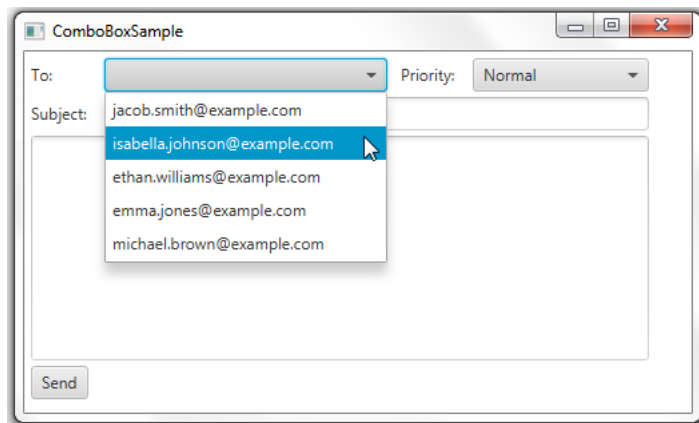 ComboBoxSample
To: Priority: Normal
Subject:
jacob.smith@example.com
isabella.johnson@example.com
ethan.williams@example.com
emma.jones@example.com
michael.brown@example.com
Send